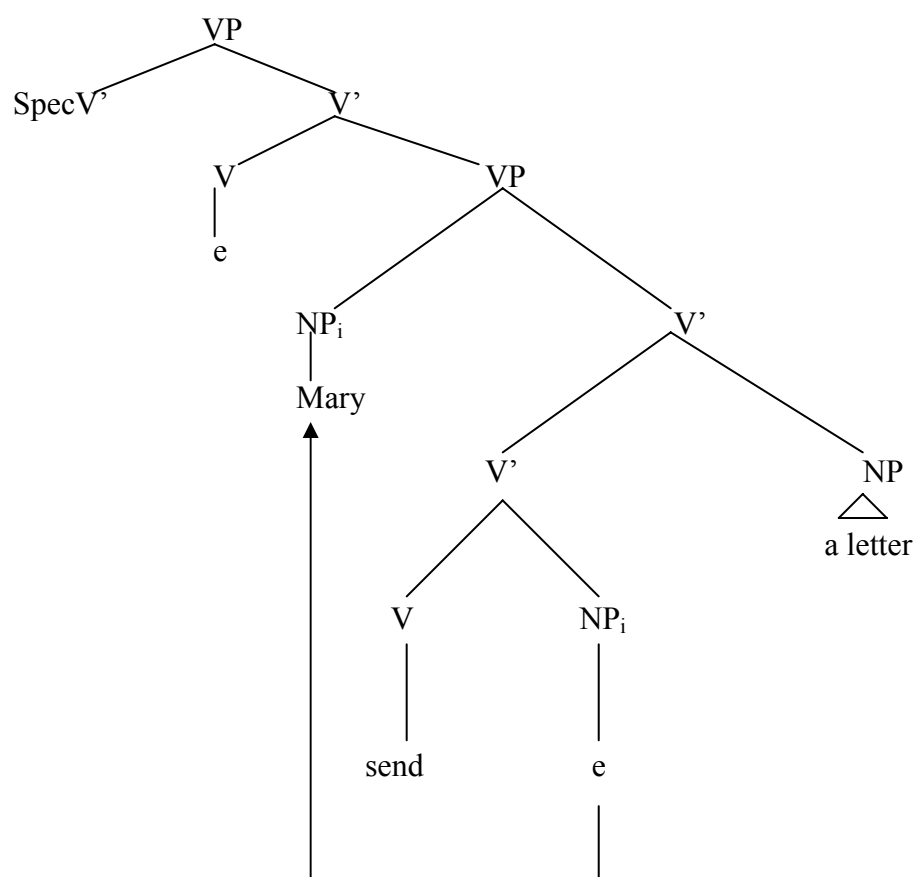 VP
SpecV’ V’
V VP
e
NPi V’
Mary
V’ NP
a letter
V NPi
send e